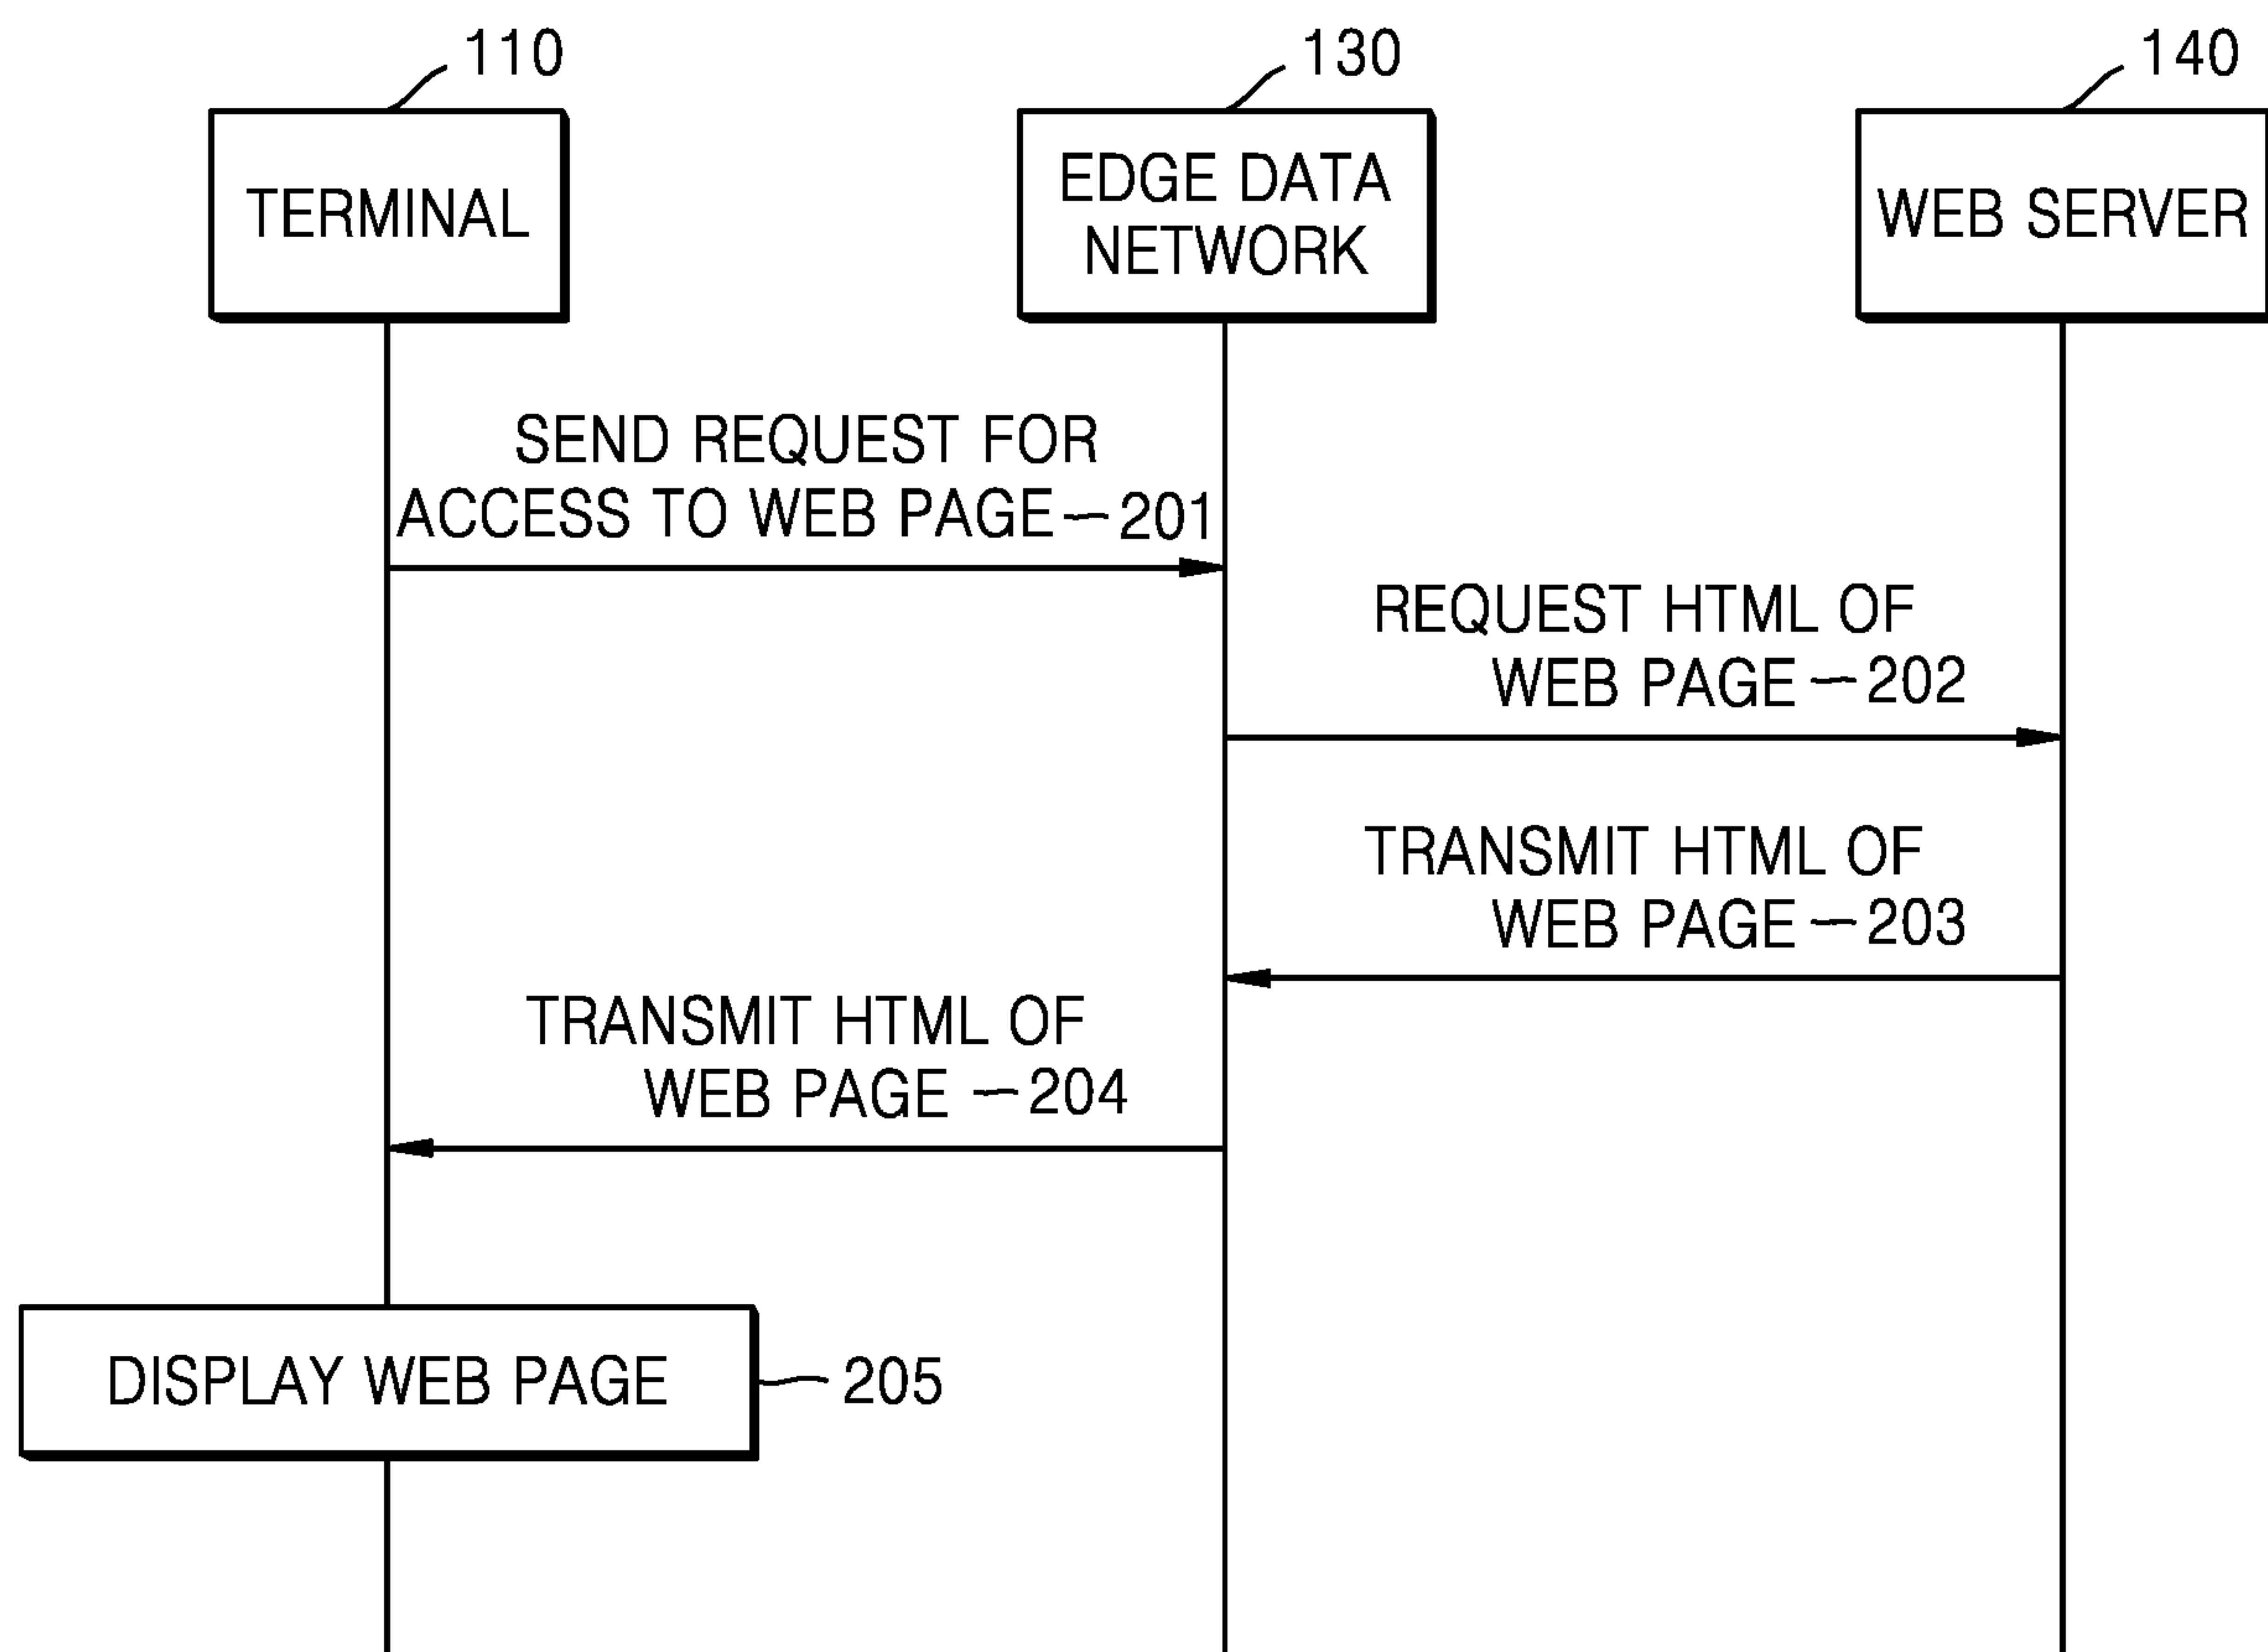 110
130
140
TERMINAL
EDGE DATA
NETWORK
WEB SERVER
SEND REQUEST FOR
ACCESS TO WEB PAGE 201
REQUEST HTML OF
WEB PAGE 202
TRANSMIT HTML OF
WEB PAGE 203
TRANSMIT HTML OF
WEB PAGE 204
DISPLAY WEB PAGE
205